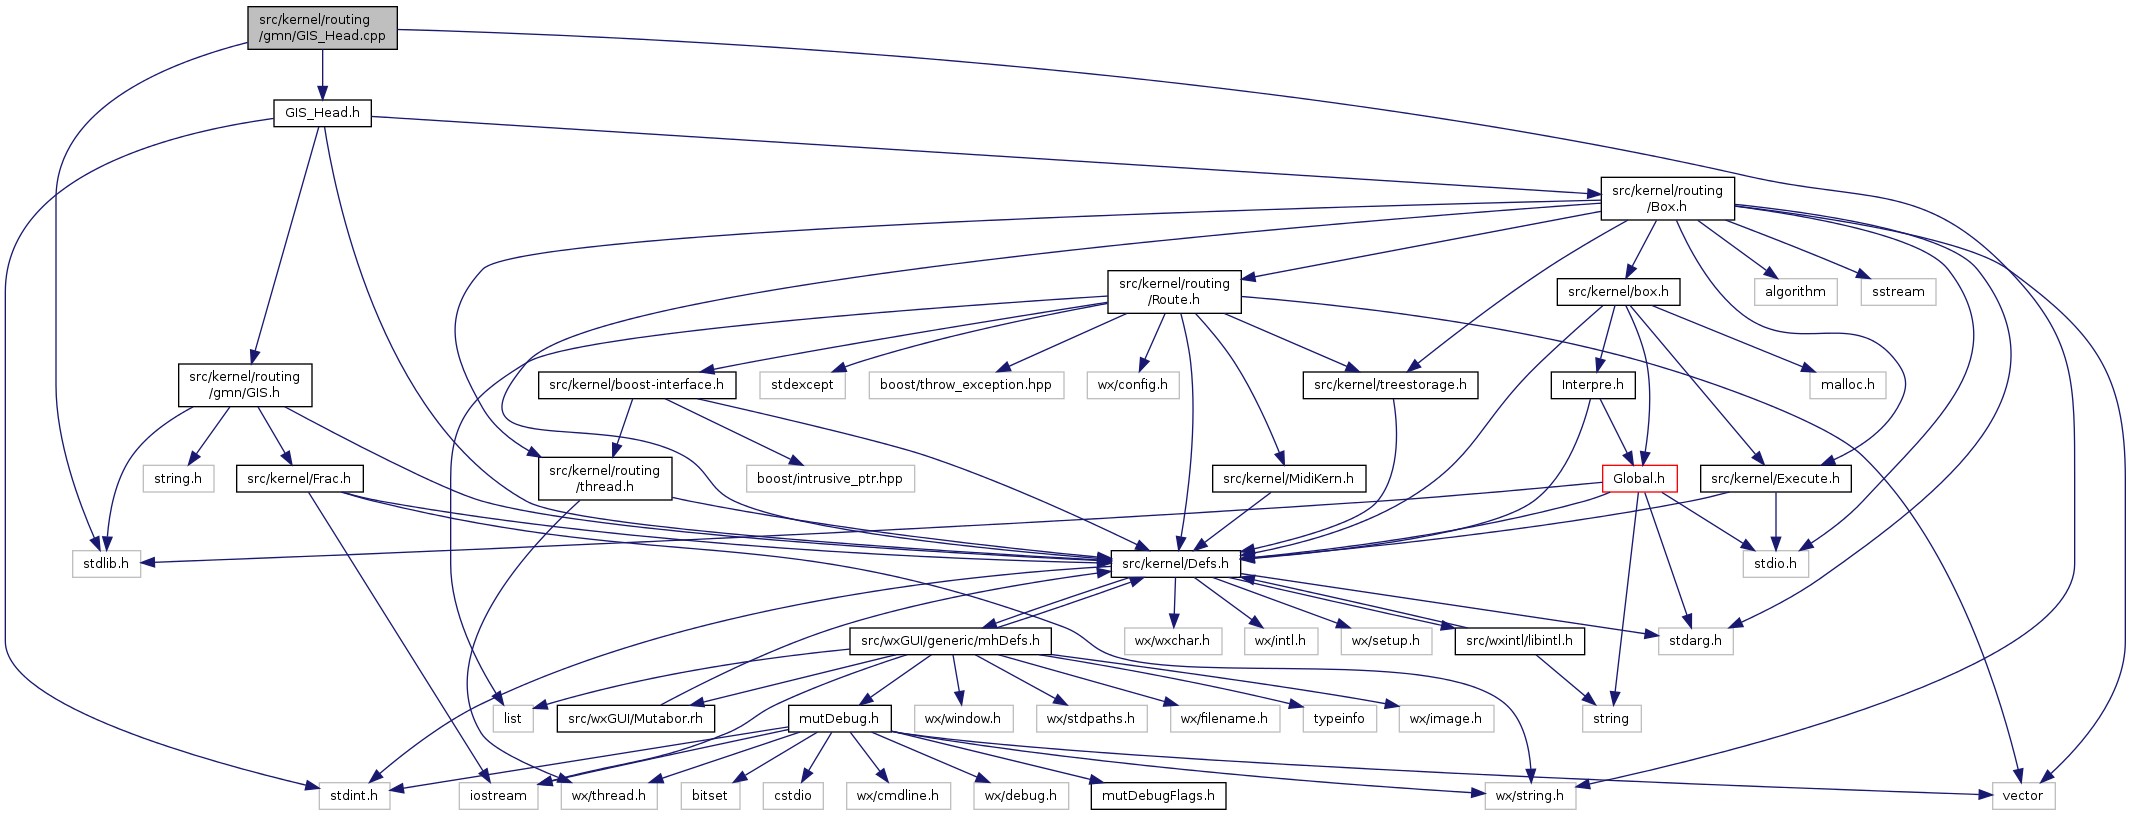 src/kernel/routing
/gmn/GIS_Head.cpp
GIS_Head.h
src/kernel/routing
/Box.h
src/kernel/routing
/Route.h
src/kernel/box.h
algorithm
sstream
src/kernel/routing
/gmn/GIS.h
src/kernel/boost-interface.h
stdexcept
boost/throw_exception.hpp
wx/config.h
src/kernel/treestorage.h
Interpre.h
malloc.h
string.h
src/kernel/Frac.h
src/kernel/routing
/thread.h
boost/intrusive_ptr.hpp
src/kernel/MidiKern.h
Global.h
src/kernel/Execute.h
stdlib.h
src/kernel/Defs.h
stdio.h
src/wxGUI/generic/mhDefs.h
wx/wxchar.h
wx/intl.h
wx/setup.h
src/wxintl/libintl.h
stdarg.h
list
src/wxGUI/Mutabor.rh
mutDebug.h
wx/window.h
wx/stdpaths.h
wx/filename.h
typeinfo
wx/image.h
string
stdint.h
iostream
wx/thread.h
bitset
cstdio
wx/cmdline.h
wx/debug.h
mutDebugFlags.h
wx/string.h
vector